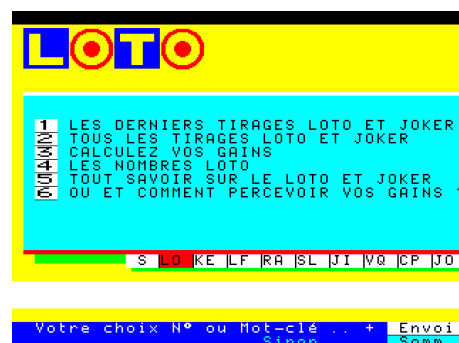 LOTO
1 LES DERNIERS TIRAGES LOTO ET JOKER
2 TOUS LES TIRAGES LOTO ET JOKER
3 CALCULEZ VOS GAINS
4 LES NOMBRES LOTO
5 TOUT SAVOIR SUR LE LOTO ET JOKER
6 OU ET COMMENT PERCEVOIR VOS GAINS
S LO KE LF RA SL JI VQ CP JO
Votre choix N° ou Mot-clé .. + Envoi
Sinon Somm